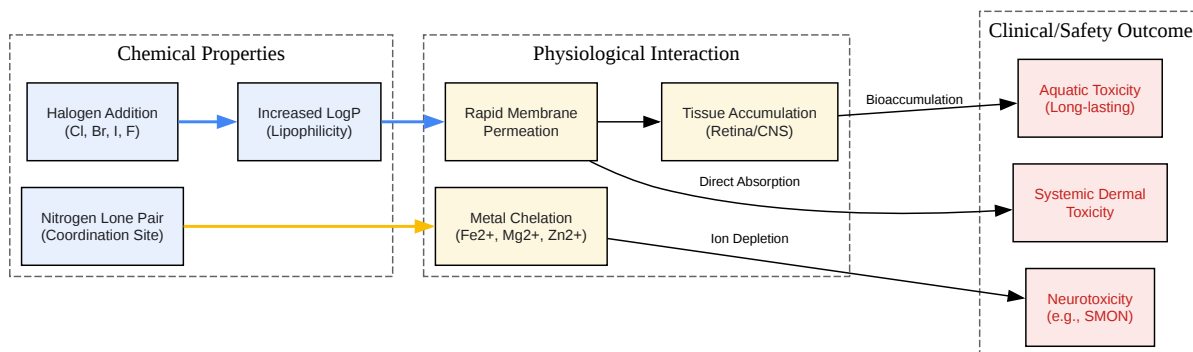 Chemical Properties
Halogen Addition
(Cl, Br, I, F)
Increased LogP
(Lipophilicity)
Nitrogen Lone Pair
(Coordination Site)
Physiological Interaction
Rapid Membrane
Permeation
Tissue Accumulation
(Retina/CNS)
Metal Chelation
(Fe2+, Mg2+, Zn2+)
Bioaccumulation
Direct Absorption
Ion Depletion
Clinical/Safety Outcome
Aquatic Toxicity
(Long-lasting)
Systemic Dermal
Toxicity
Neurotoxicity
(e.g., SMON)